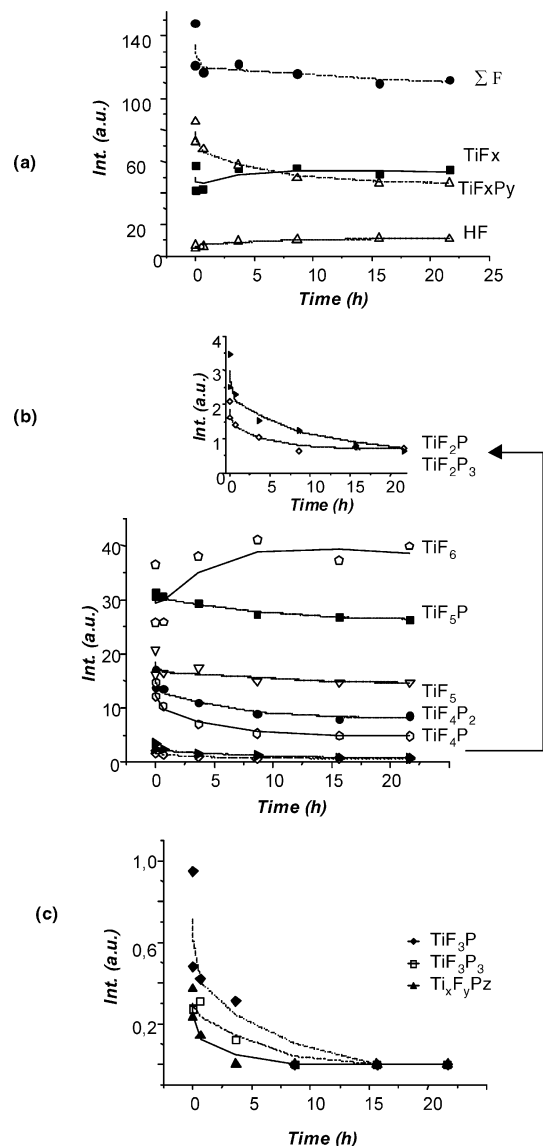 (a)
Int. (a.u.)
140
120
100
80
60
40
20
0
Σ F
TiFx
TiFxPy
HF
0 5 10 15 20 25
Time (h)
(b)
Int. (a.u.)
4
3
2
1
0 5 10 15 20
Time (h)
TiF₂P
TiF₂P₃
Int. (a.u.)
40
30
20
10
0
TiF₆
TiF₅P
TiF₅
TiF₄P₂
TiF₄P
0 5 10 15 20
Time (h)
(c)
Int. (a.u.)
1,0
0,6
0,2
TiF₃P
TiF₃P₃
TiₓFᵧPz
0 5 10 15 20 25
Time (h)